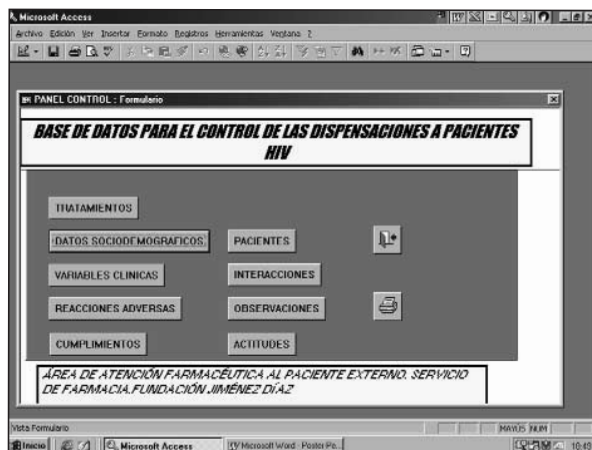 Microsoft Access
Archivo Edición Ver Insertar Formato Registros Herramientas Ventana ?
PANEL CONTROL : Formulario
BASE DE DATOS PARA EL CONTROL DE LAS DISPENSACIONES A PACIENTES
HIV
TRATAMIENTOS
DATOS SOCIODEMOGRAFICOS.
PACIENTES
VARIABLES CLINICAS
INTERACCIONES
REACCIONES ADVERSAS
OBSERVACIONES
CUMPLIMIENTOS
ACTITUDES
ÁREA DE ATENCIÓN FARMACÉUTICA AL PACIENTE EXTERNO. SERVICIO
DE FARMACIA.FUNDACIÓN JIMÉNEZ DÍAZ
Vista Formulario
MAYÚS NUM
Inicio
Microsoft Access
Microsoft Word - Poster Pe...